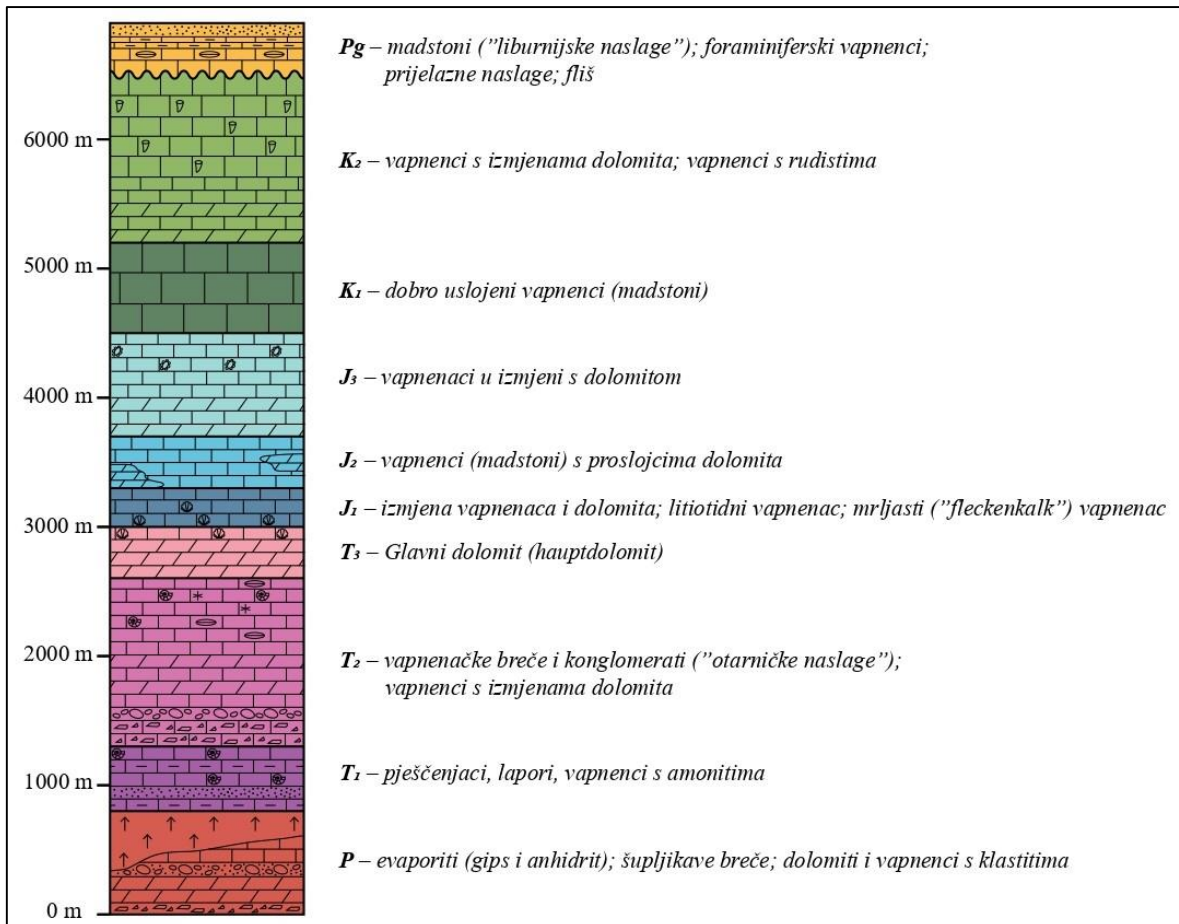 Pg – madstoni (”liburnijske naslage”); foraminiferski vapnenci;
prijelazne naslage; fliš
6000 m
K₂ – vapnenci s izmjenama dolomita; vapnenci s rudistima
5000 m
K₁ – dobro uslojeni vapnenci (madstoni)
J₃ – vapnenaci u izmjeni s dolomitom
4000 m
J₂ – vapnenci (madstoni) s proslojcima dolomita
J₁ – izmjena vapnenaca i dolomita; litiotidni vapnenac; mrljasti (”fleckenkalk”) vapnenac
3000 m
T₃ – Glavni dolomit (hauptdolomit)
2000 m
T₂ – vapnenačke breče i konglomerati (”otarničke naslage”);
vapnenci s izmjenama dolomita
1000 m
T₁ – pješčenjaci, lapori, vapnenci s amonitima
P – evaporiti (gips i anhidrit); šupljikave breče; dolomiti i vapnenci s klastitima
0 m